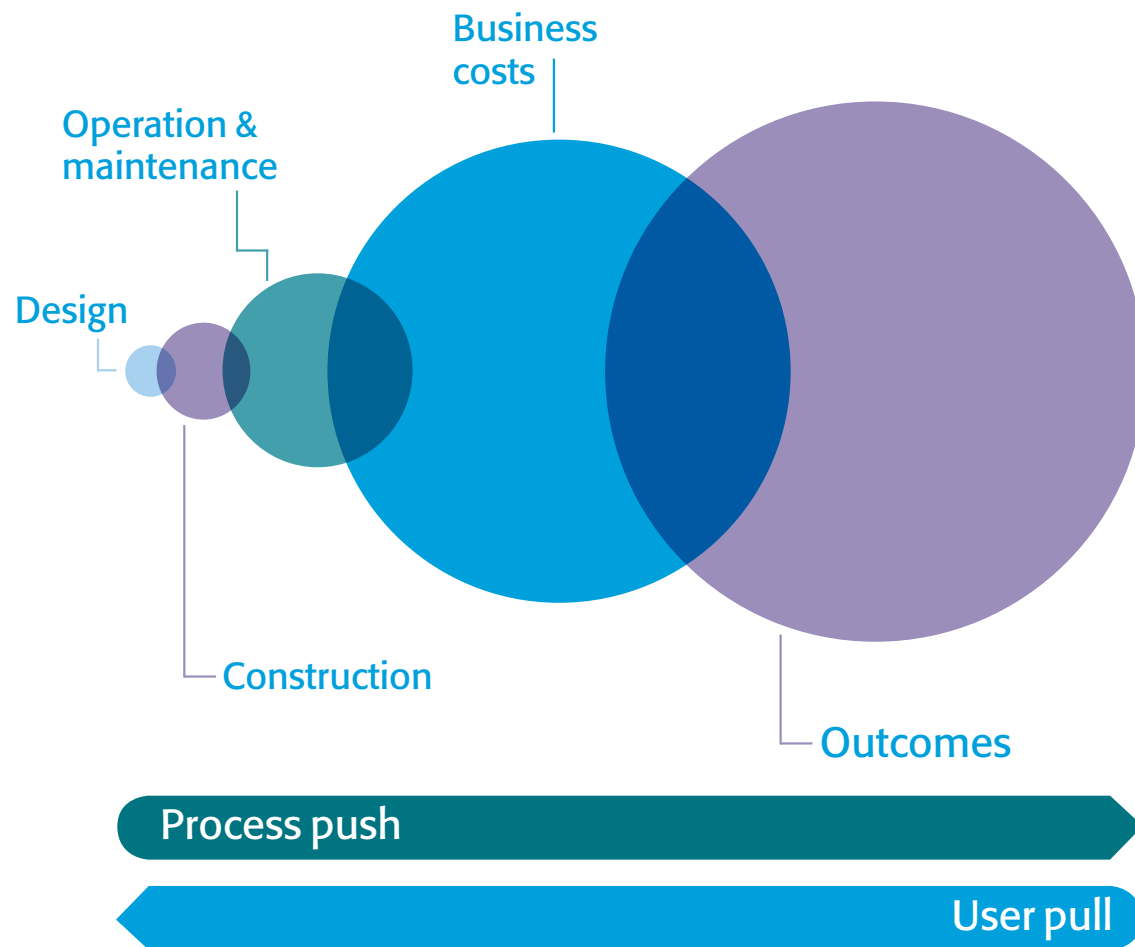 Business
costs
Operation &
maintenance
Design
Construction
Outcomes
Process push
User pull